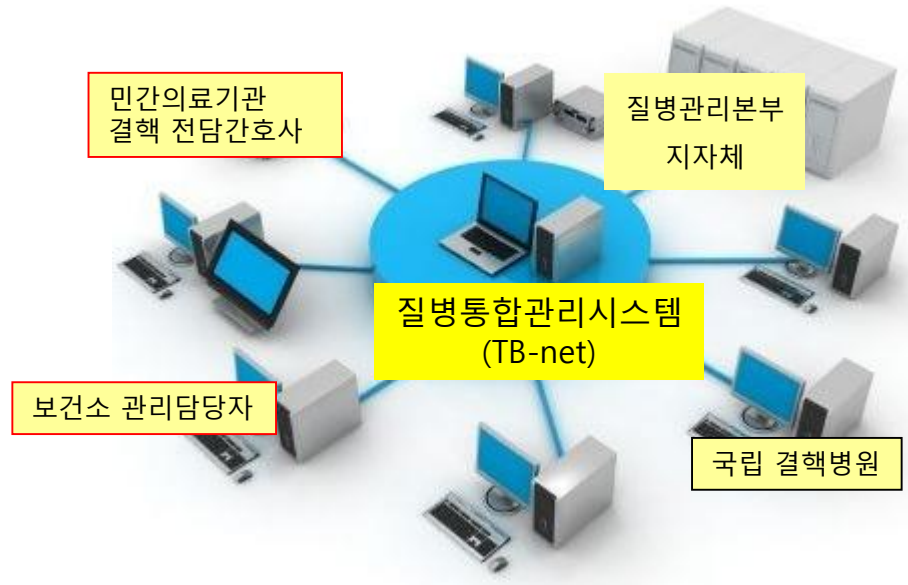 민간의료기관
결핵 전담간호사
질병관리본부
지자체
질병통합관리시스템
(TB-net)
보건소 관리담당자
국립 결핵병원